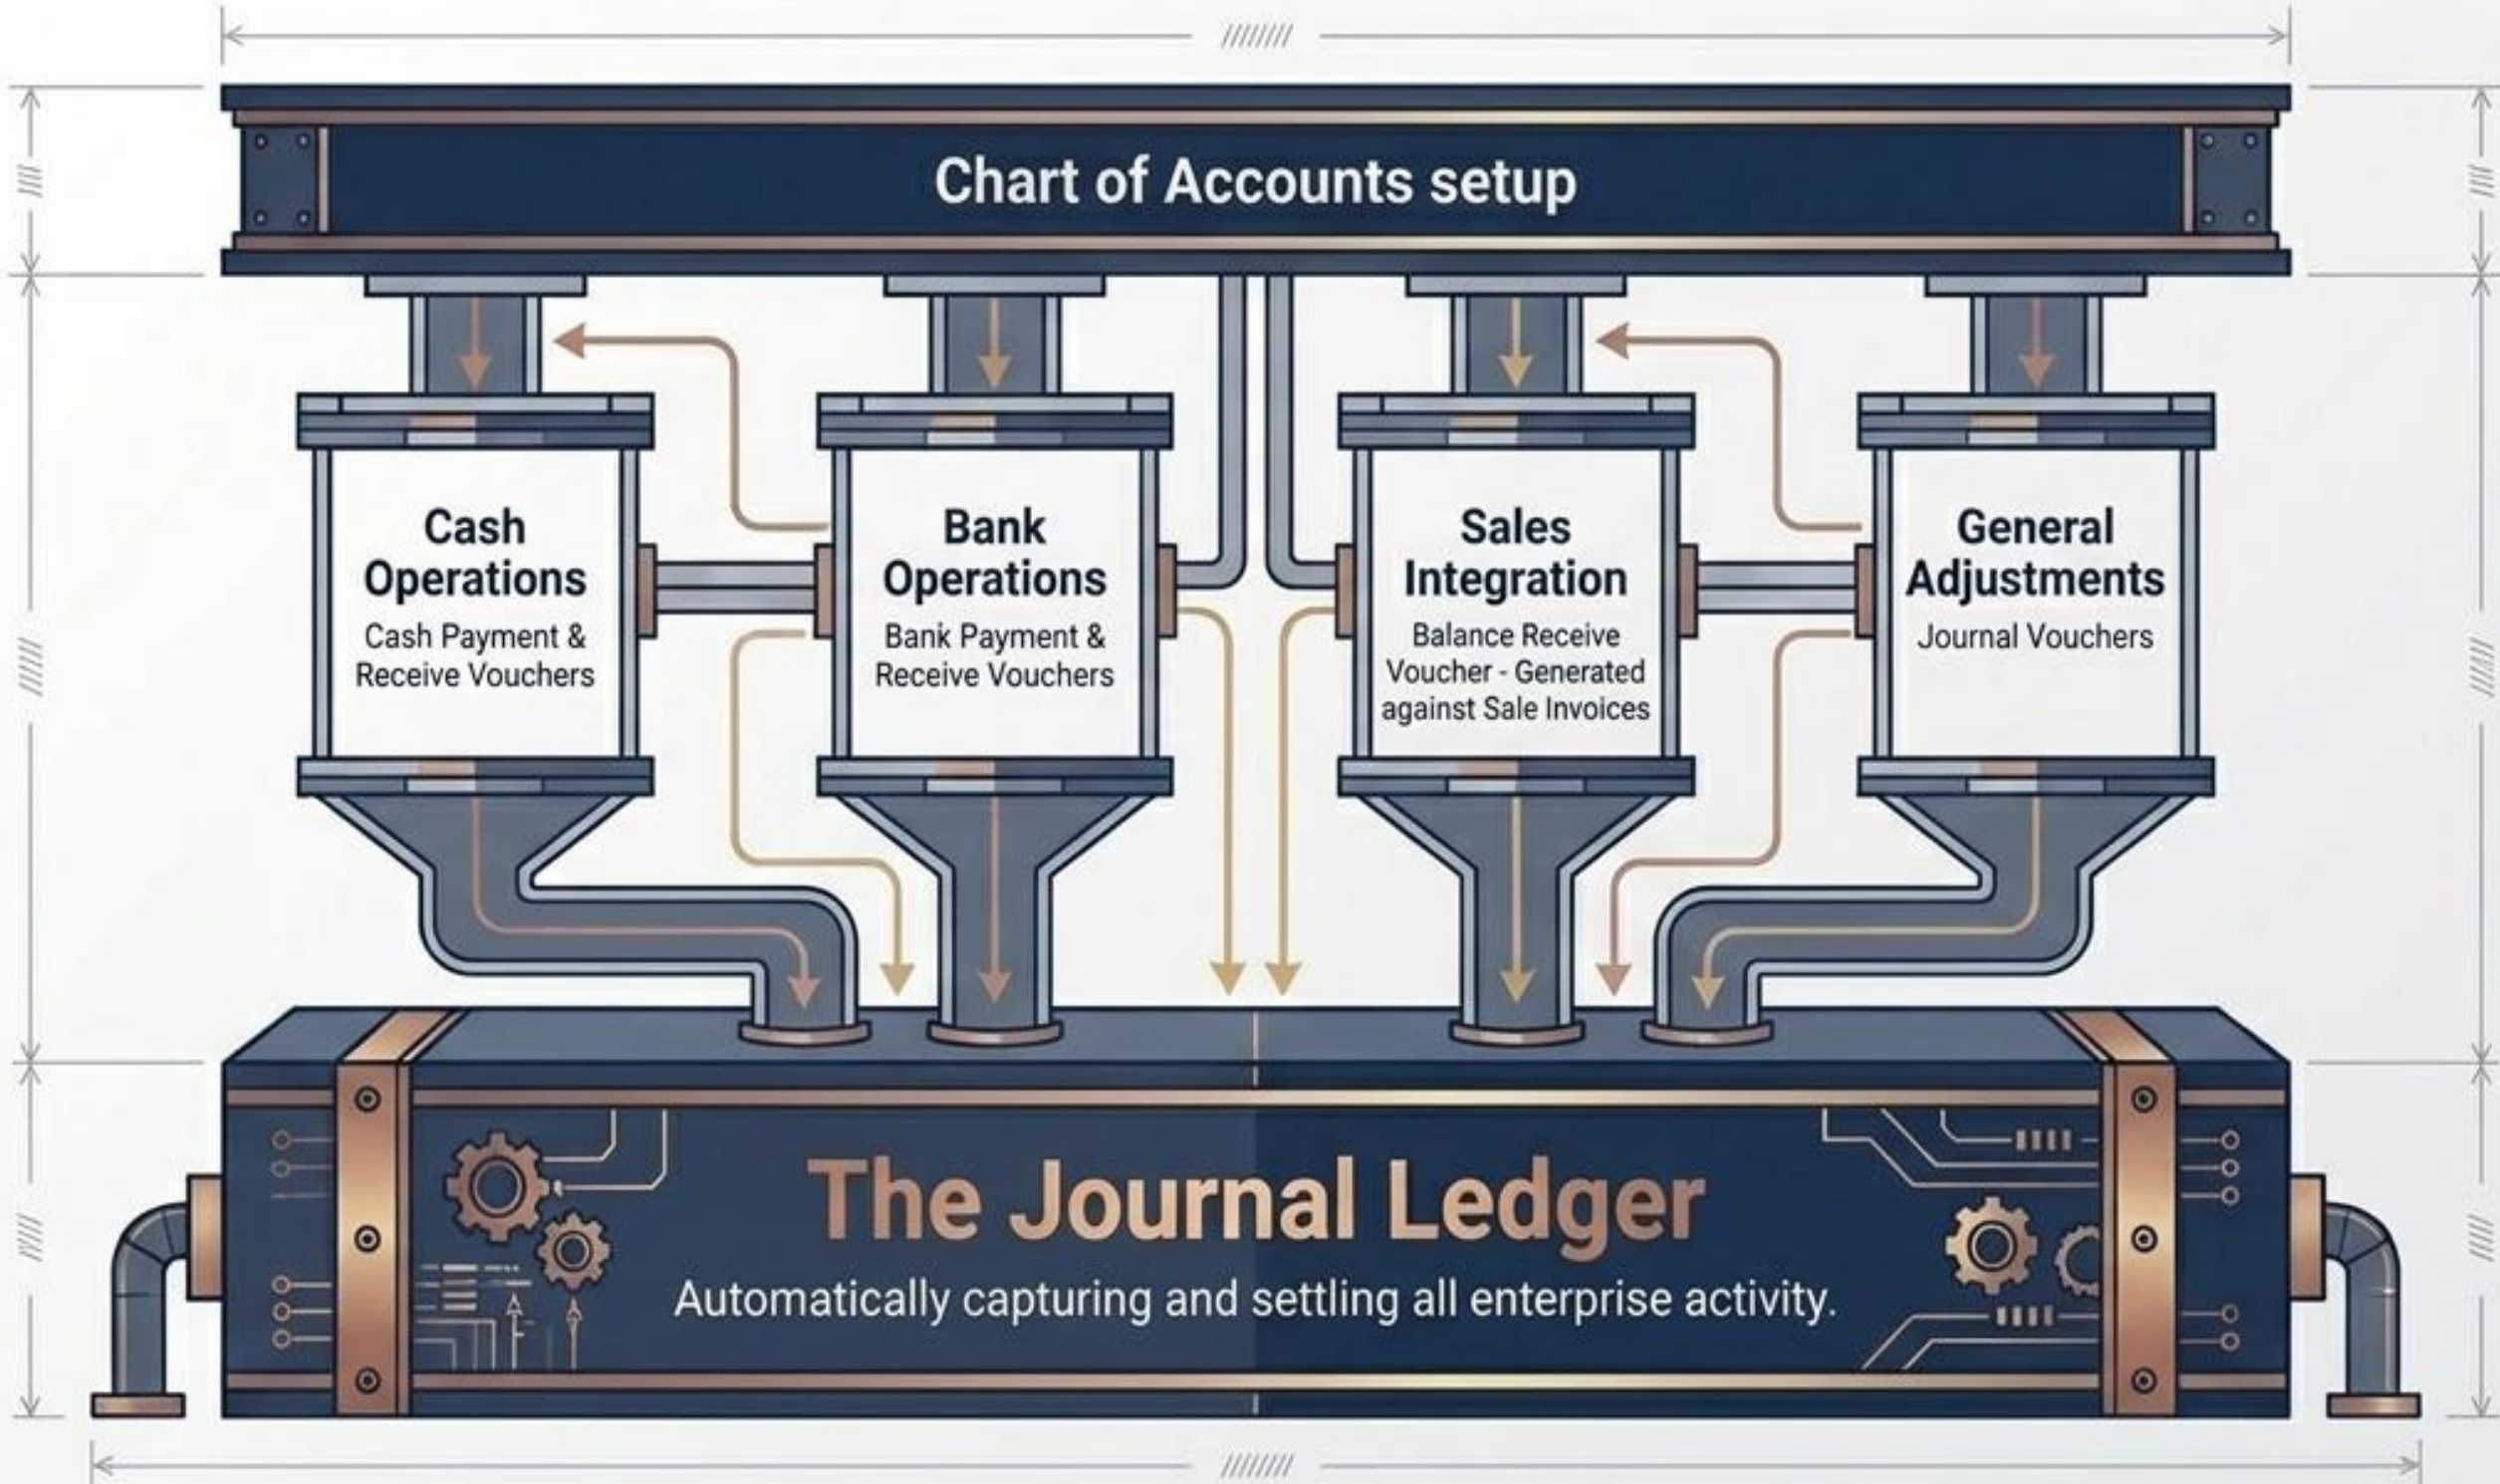 Chart of Accounts setup
Cash
Operations
Cash Payment &
Receive Vouchers
Bank
Operations
Bank Payment &
Receive Vouchers
Sales
Integration
Balance Receive
Voucher - Generated
against Sale Invoices
General
Adjustments
Journal Vouchers
The Journal Ledger
Automatically capturing and settling all enterprise activity.